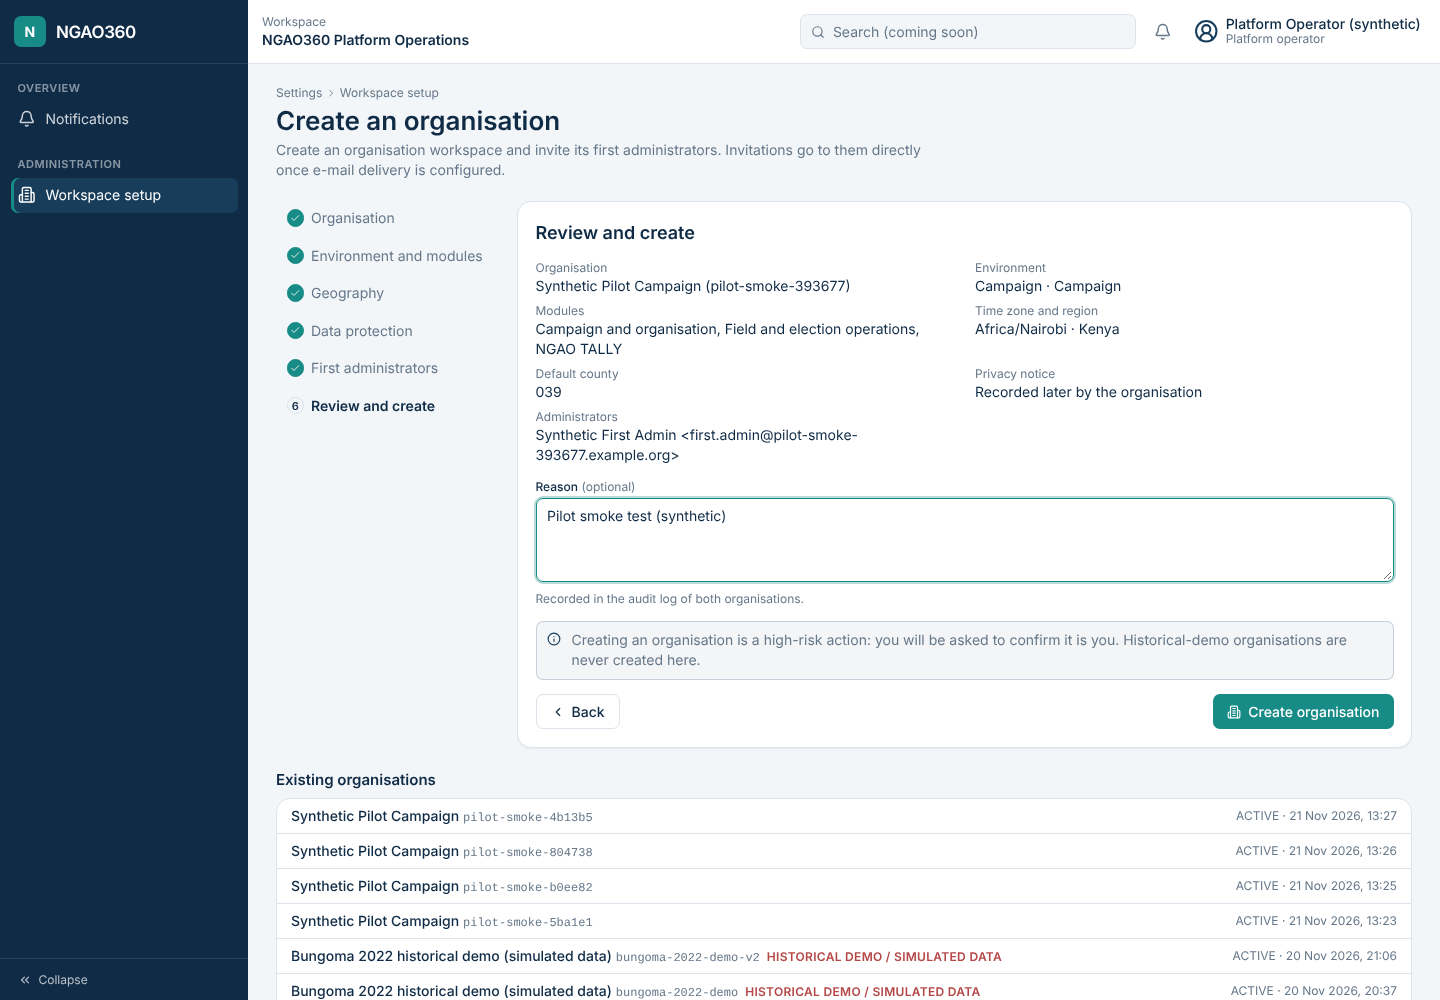 N NGAO360
OVERVIEW
Notifications
ADMINISTRATION
Workspace setup
Collapse
Workspace
NGAO360 Platform Operations
Search (coming soon)
Platform Operator (synthetic)
Platform operator
Settings › Workspace setup
Create an organisation
Create an organisation workspace and invite its first administrators. Invitations go to them directly
once e-mail delivery is configured.
Organisation
Environment and modules
Geography
Data protection
First administrators
6 Review and create
Review and create
Organisation
Synthetic Pilot Campaign (pilot-smoke-393677)
Environment
Campaign · Campaign
Modules
Campaign and organisation, Field and election operations,
NGAO TALLY
Time zone and region
Africa/Nairobi · Kenya
Default county
039
Privacy notice
Recorded later by the organisation
Administrators
Synthetic First Admin <first.admin@pilot-smoke-
393677.example.org>
Reason (optional)
Pilot smoke test (synthetic)
Recorded in the audit log of both organisations.
Creating an organisation is a high-risk action: you will be asked to confirm it is you. Historical-demo organisations are
never created here.
Back
Create organisation
Existing organisations
Synthetic Pilot Campaign pilot-smoke-4b13b5 ACTIVE · 21 Nov 2026, 13:27
Synthetic Pilot Campaign pilot-smoke-804738 ACTIVE · 21 Nov 2026, 13:26
Synthetic Pilot Campaign pilot-smoke-b0ee82 ACTIVE · 21 Nov 2026, 13:25
Synthetic Pilot Campaign pilot-smoke-5ba1e1 ACTIVE · 21 Nov 2026, 13:23
Bungoma 2022 historical demo (simulated data) bungoma-2022-demo-v2 HISTORICAL DEMO / SIMULATED DATA ACTIVE · 20 Nov 2026, 21:06
Bungoma 2022 historical demo (simulated data) bungoma-2022-demo HISTORICAL DEMO / SIMULATED DATA ACTIVE · 20 Nov 2026, 20:37